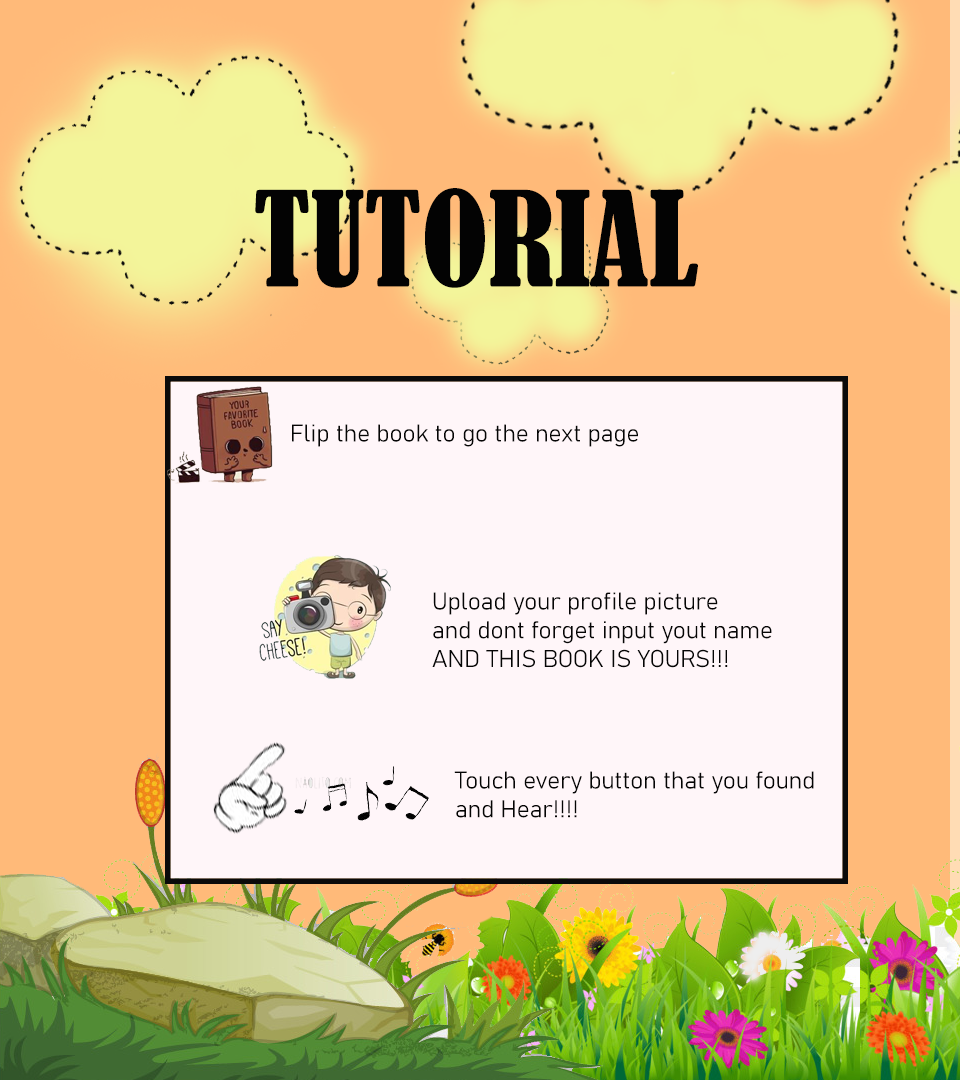 TUTORIAL
YOUR
FAVORITE
BOOK
Flip the book to go the next page
SAY
CHEESE!
Upload your profile picture
and dont forget input yout name
AND THIS BOOK IS YOURS!!!
Touch every button that you found
and Hear!!!!